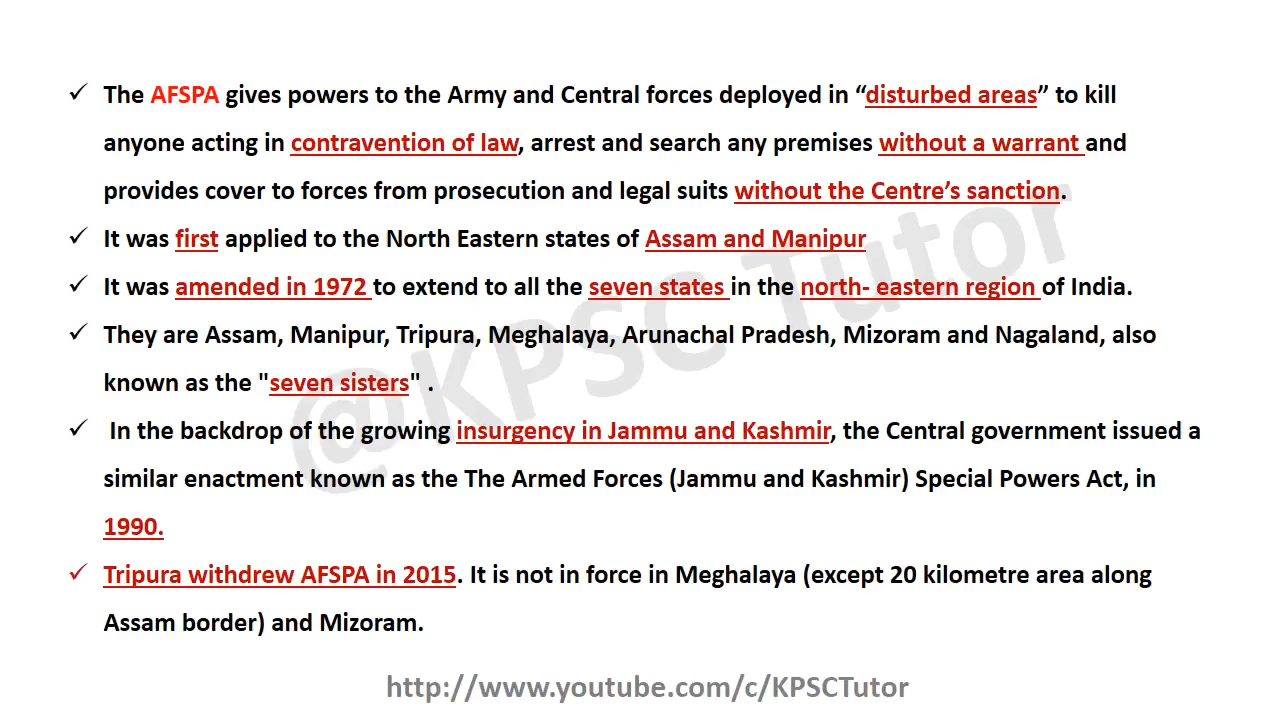 ✓ The AFSPA gives powers to the Army and Central forces deployed in “disturbed areas” to kill
anyone acting in contravention of law, arrest and search any premises without a warrant and
provides cover to forces from prosecution and legal suits without the Centre’s sanction.
✓ It was first applied to the North Eastern states of Assam and Manipur
✓ It was amended in 1972 to extend to all the seven states in the north- eastern region of India.
✓ They are Assam, Manipur, Tripura, Meghalaya, Arunachal Pradesh, Mizoram and Nagaland, also
known as the "seven sisters" .
✓ In the backdrop of the growing insurgency in Jammu and Kashmir, the Central government issued a
similar enactment known as the The Armed Forces (Jammu and Kashmir) Special Powers Act, in
1990.
✓ Tripura withdrew AFSPA in 2015. It is not in force in Meghalaya (except 20 kilometre area along
Assam border) and Mizoram.
@KPSC Tutor
http://www.youtube.com/c/KPSCTutor